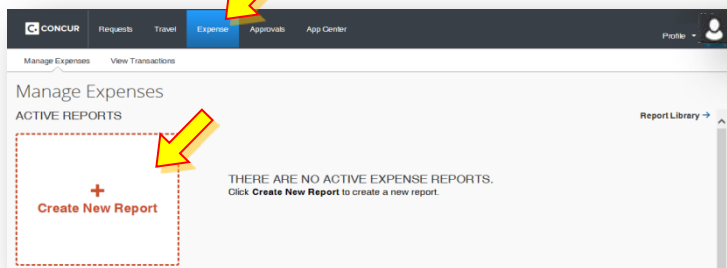 C. CONCUR Requests Travel Expense Approvals App Center Profile
Manage Expenses View Transactions
Manage Expenses
ACTIVE REPORTS Report Library →
THERE ARE NO ACTIVE EXPENSE REPORTS.
Click Create New Report to create a new report.
+
Create New Report